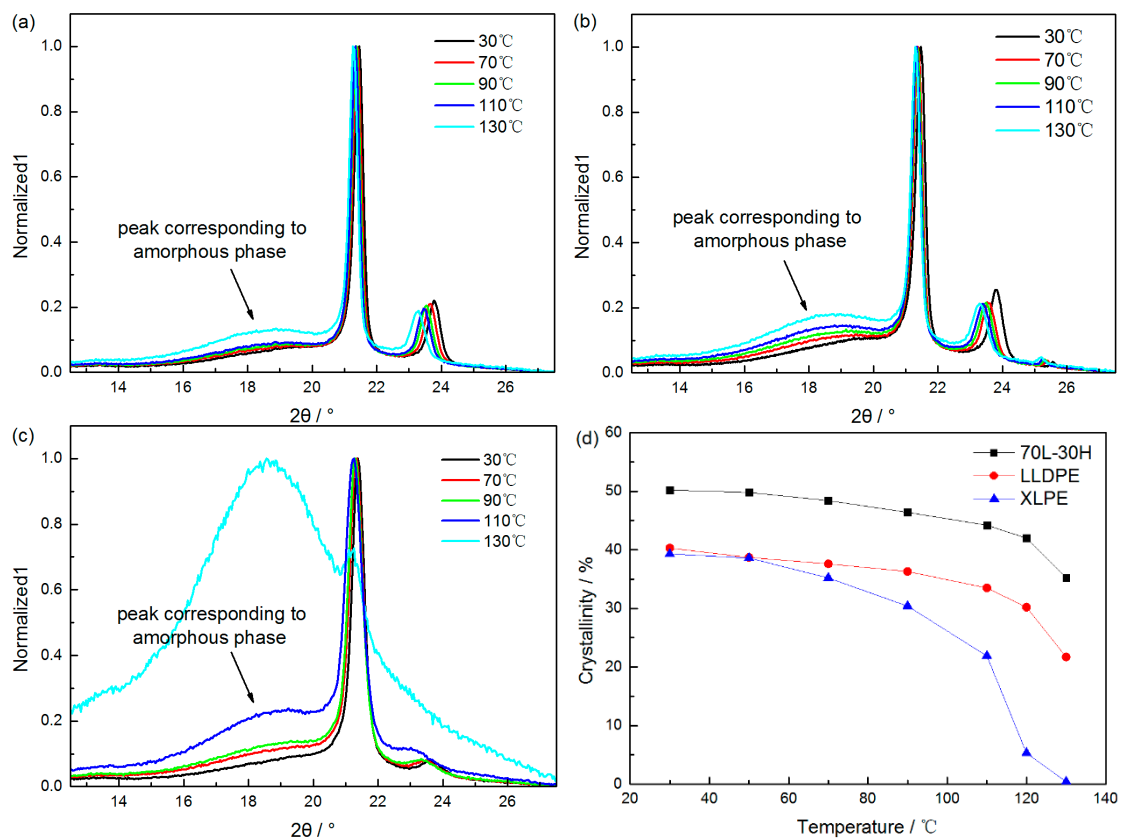 (a)
30℃
70℃
90℃
110℃
130℃
peak corresponding to
amorphous phase
Normalized1
1.0
0.8
0.6
0.4
0.2
0.0
14 16 18 20 22 24 26
2θ / °
(b)
30℃
70℃
90℃
110℃
130℃
peak corresponding to
amorphous phase
Normalized1
1.0
0.8
0.6
0.4
0.2
0.0
14 16 18 20 22 24 26
2θ / °
(c)
30℃
70℃
90℃
110℃
130℃
peak corresponding to
amorphous phase
Normalized1
1.0
0.8
0.6
0.4
0.2
0.0
14 16 18 20 22 24 26
2θ / °
(d)
70L-30H
LLDPE
XLPE
Crystallinity / %
60
50
40
30
20
10
0
20 40 60 80 100 120 140
Temperature / ℃